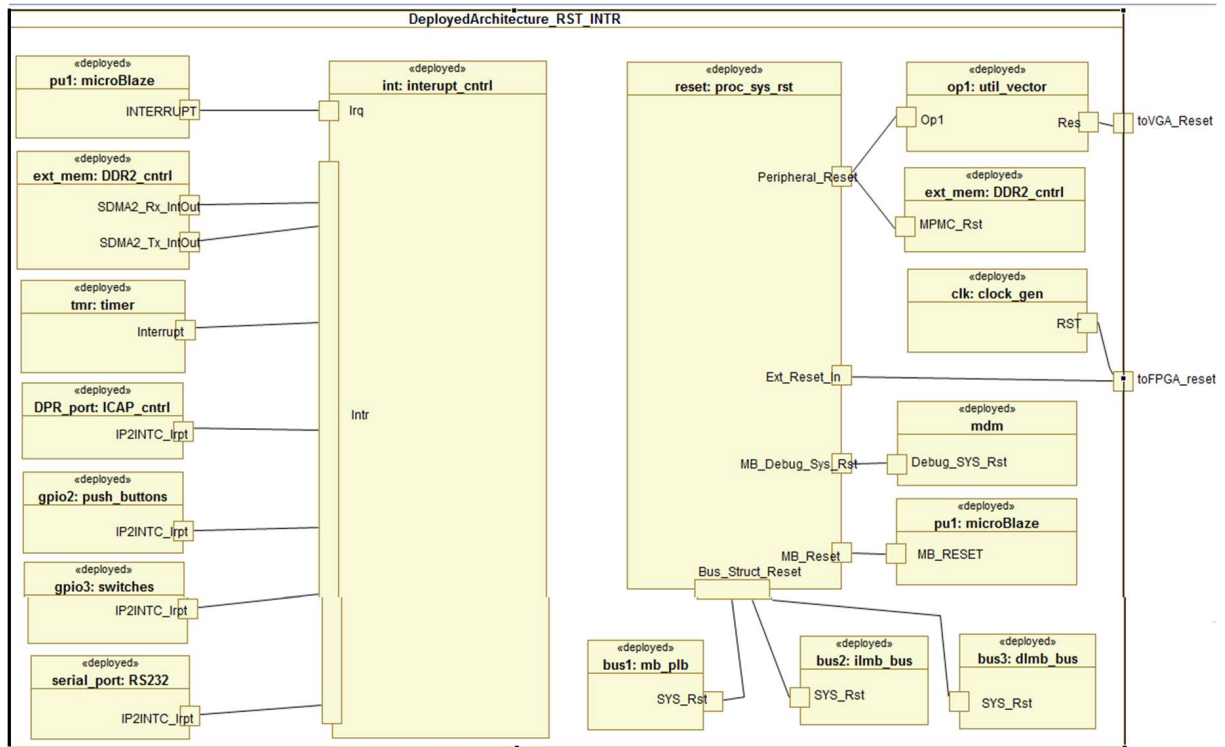 DeployedArchitecture_RST_INTR
«deployed»
pu1: microBlaze
INTERRUPT
«deployed»
ext_mem: DDR2_cntrl
SDMA2_Rx_IntOut
SDMA2_Tx_IntOut
«deployed»
tmr: timer
Interrupt
«deployed»
DPR_port: ICAP_cntrl
IP2INTC_Irpt
«deployed»
gpio2: push_buttons
IP2INTC_Irpt
«deployed»
gpio3: switches
IP2INTC_Irpt
«deployed»
serial_port: RS232
IP2INTC_Irpt
«deployed»
int: interupt_cntrl
Irq
Intr
«deployed»
reset: proc_sys_rst
Peripheral_Reset
Ext_Reset_In
MB_Debug_Sys_Rst
MB_Reset
Bus_Struct_Reset
«deployed»
op1: util_vector
Op1
Res
toVGA_Reset
«deployed»
ext_mem: DDR2_cntrl
MPMC_Rst
«deployed»
clk: clock_gen
RST
toFPGA_reset
«deployed»
mdm
Debug_SYS_Rst
«deployed»
pu1: microBlaze
MB_RESET
«deployed»
bus1: mb_plb
SYS_Rst
«deployed»
bus2: ilmb_bus
SYS_Rst
«deployed»
bus3: dlmb_bus
SYS_Rst